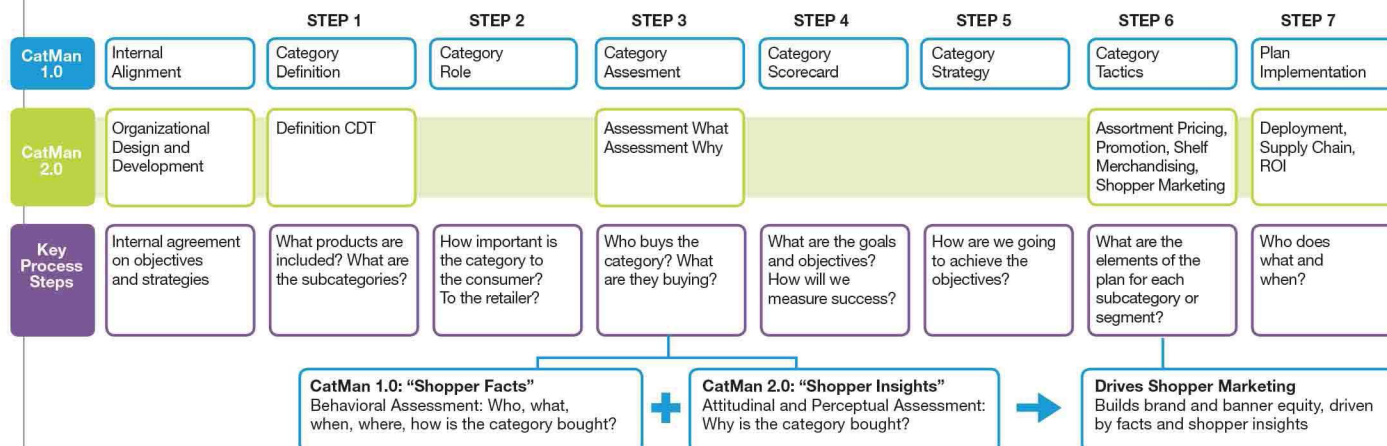 STEP 1
STEP 2
STEP 3
STEP 4
STEP 5
STEP 6
STEP 7
CatMan
1.0
Internal
Alignment
Category
Definition
Category
Role
Category
Assesment
Category
Scorecard
Category
Strategy
Category
Tactics
Plan
Implementation
CatMan
2.0
Organizational
Design and
Development
Definition CDT
Assessment What
Assessment Why
Assortment Pricing,
Promotion, Shelf
Merchandising,
Shopper Marketing
Deployment,
Supply Chain,
ROI
Key
Process
Steps
Internal agreement
on objectives
and strategies
What products are
included? What are
the subcategories?
How important is
the category to
the consumer?
To the retailer?
Who buys the
category? What
are they buying?
What are the goals
and objectives?
How will we
measure success?
How are we going
to achieve the
objectives?
What are the
elements of the
plan for each
subcategory or
segment?
Who does
what and
when?
CatMan 1.0: “Shopper Facts”
Behavioral Assessment: Who, what,
when, where, how is the category bought?
CatMan 2.0: “Shopper Insights”
Attitudinal and Perceptual Assessment:
Why is the category bought?
Drives Shopper Marketing
Builds brand and banner equity, driven
by facts and shopper insights